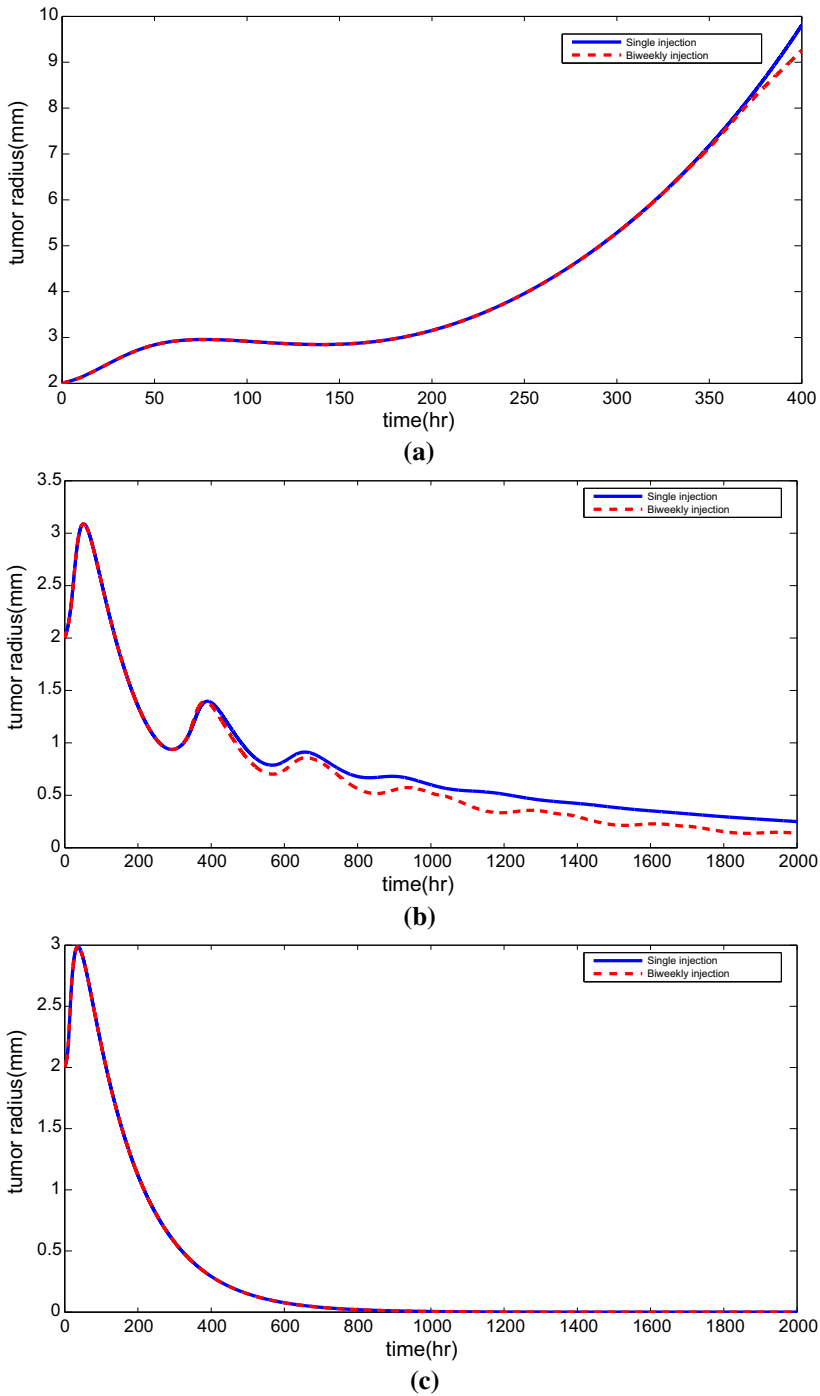 10
9
8
7
6
5
4
3
2
tumor radius(mm)
Single injection
Biweekly injection
0 50 100 150 200 250 300 350 400
time(hr)
(a)
3.5
3
2.5
2
1.5
1
0.5
0
tumor radius(mm)
Single injection
Biweekly injection
0 200 400 600 800 1000 1200 1400 1600 1800 2000
time(hr)
(b)
3
2.5
2
1.5
1
0.5
0
tumor radius(mm)
Single injection
Biweekly injection
0 200 400 600 800 1000 1200 1400 1600 1800 2000
time(hr)
(c)